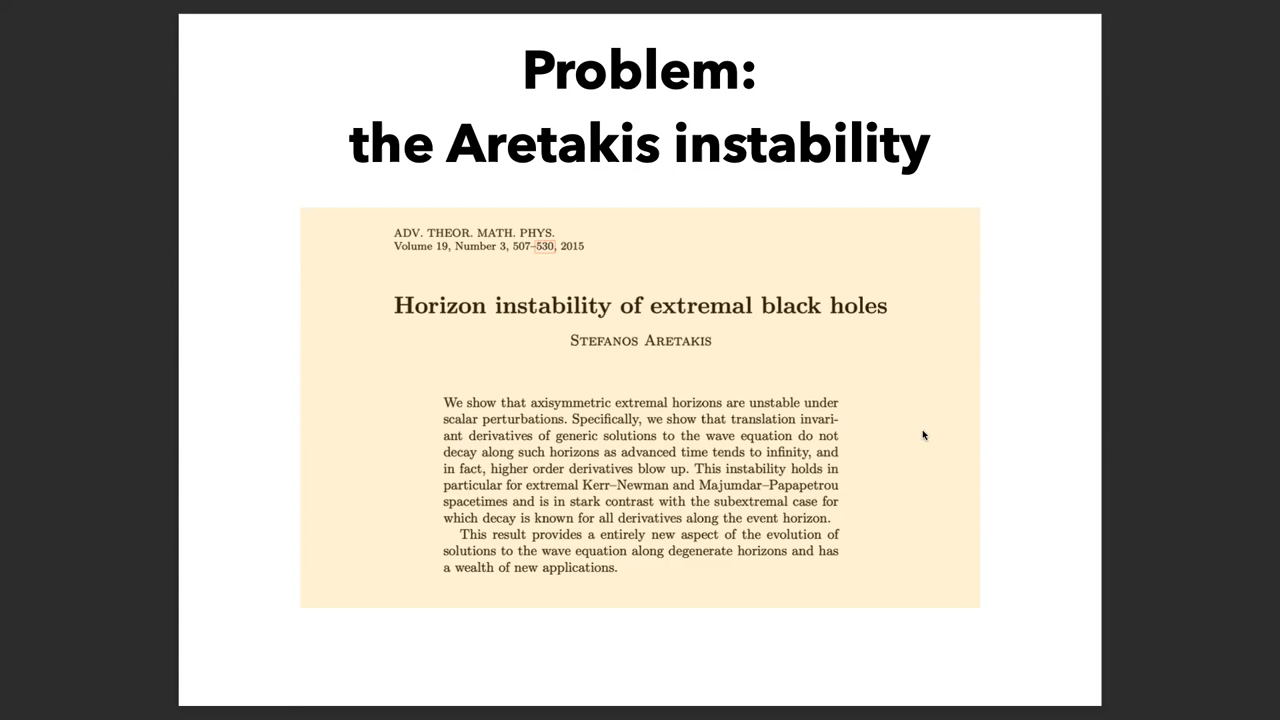 Problem:
the Aretakis instability
ADV. THEOR. MATH. PHYS.
Volume 19, Number 3, 507–530, 2015
Horizon instability of extremal black holes
Stefanos Aretakis
We show that axisymmetric extremal horizons are unstable under
scalar perturbations. Specifically, we show that translation invari-
ant derivatives of generic solutions to the wave equation do not
decay along such horizons as advanced time tends to infinity, and
in fact, higher order derivatives blow up. This instability holds in
particular for extremal Kerr–Newman and Majumdar–Papapetrou
spacetimes and is in stark contrast with the subextremal case for
which decay is known for all derivatives along the event horizon.
This result provides a entirely new aspect of the evolution of
solutions to the wave equation along degenerate horizons and has
a wealth of new applications.